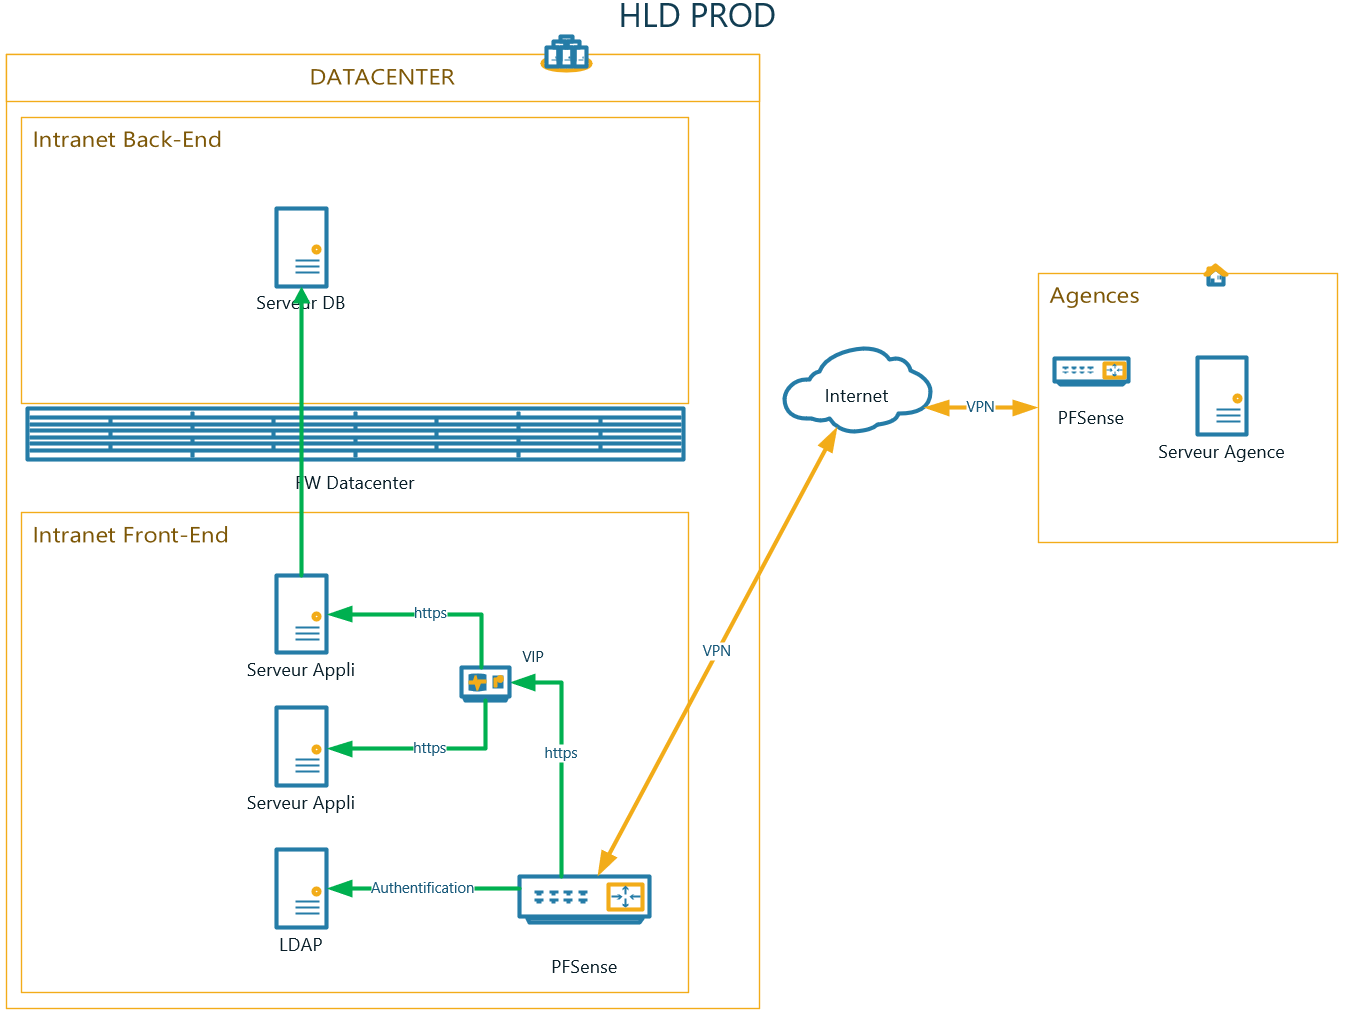 HLD PROD
DATACENTER
Intranet Back-End
Serveur DB
FW Datacenter
Intranet Front-End
Serveur Appli
https
VIP
https
Serveur Appli
https
Authentification
LDAP
PFSense
VPN
Internet
VPN
Agences
PFSense
Serveur Agence